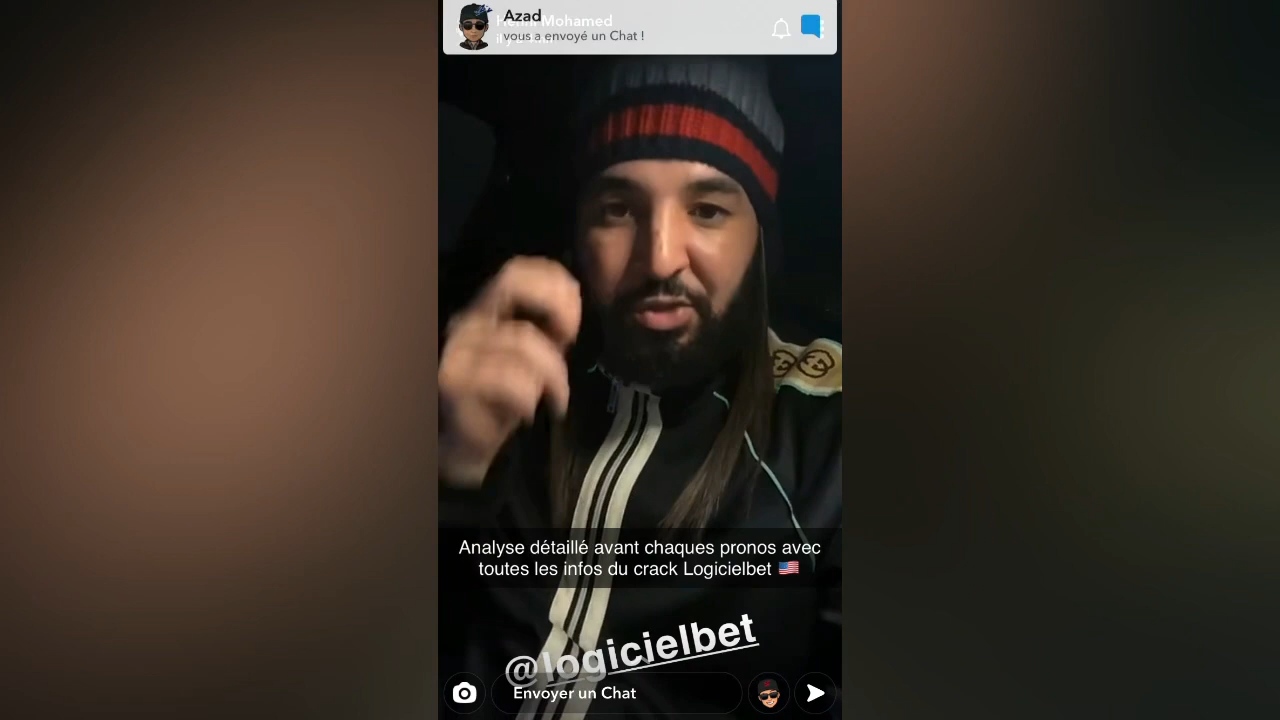 Azad
Mohamed
vous a envoyé un Chat !
Analyse détaillé avant chaques pronos avec
toutes les infos du crack Logicielbet 🇺🇸
@logicielbet
Envoyer un Chat